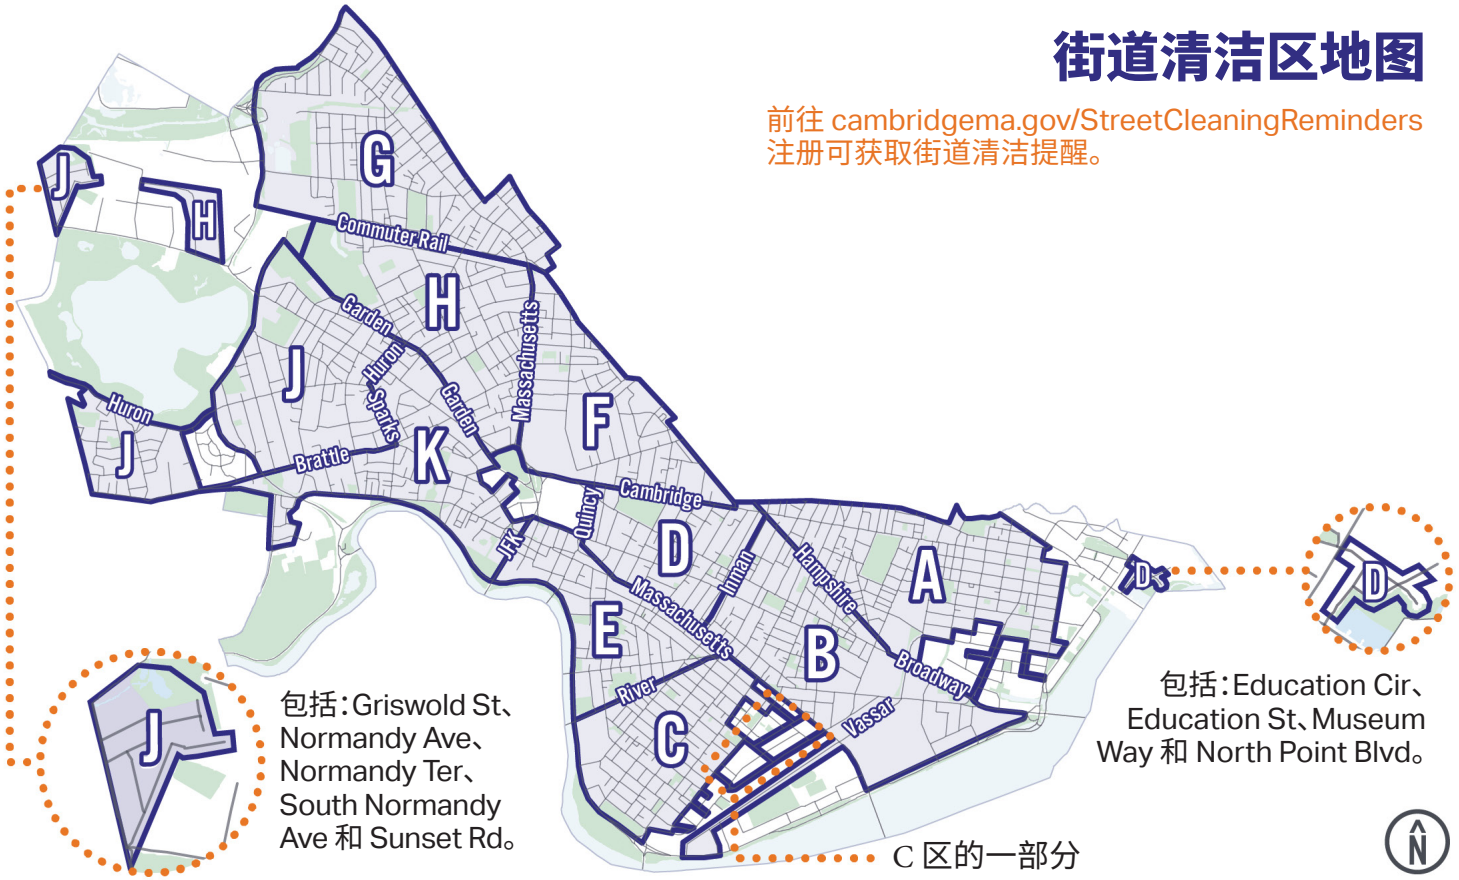 街道清洁区地图
前往 cambridgema.gov/StreetCleaningReminders
注册可获取街道清洁提醒。
G
J
H
Commuter Rail
H
Garden
Massachusetts
Huron
J
Garden
Sparks
Huron
F
J
Brattle
K
Cambridge
Quincy
JFK
D
Inman
Hampshire
A
D
D
Massachusetts
E
B
Broadway
River
Vassar
C
J
包括：Griswold St、
Normandy Ave、
Normandy Ter、
South Normandy
Ave 和 Sunset Rd。
包括：Education Cir、
Education St、Museum
Way 和 North Point Blvd。
C 区的一部分
N